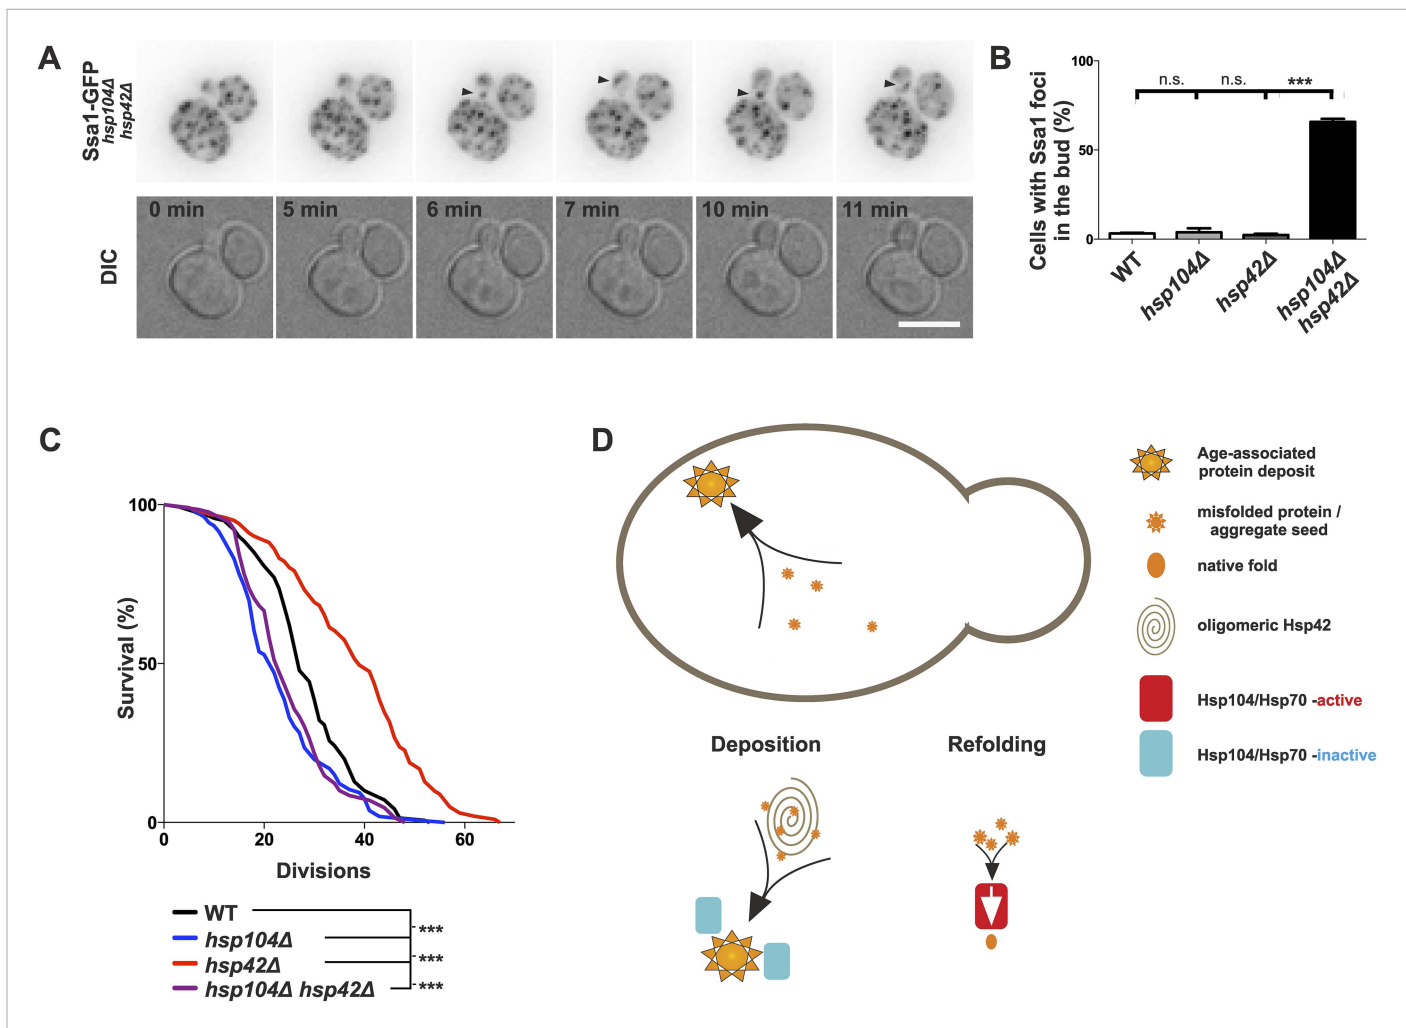 A
Ssa1-GFP
hsp104Δ
hsp42Δ
DIC
0 min
5 min
6 min
7 min
10 min
11 min
B
Cells with Ssa1 foci
in the bud (%)
100
50
0
n.s.
n.s.
***
WT
hsp104Δ
hsp42Δ
hsp104Δ
hsp42Δ
C
Survival (%)
100
50
0
0
20
40
60
Divisions
WT
hsp104Δ
hsp42Δ
hsp104Δ hsp42Δ
***
***
***
D
Deposition
Refolding
Age-associated
protein deposit
misfolded protein /
aggregate seed
native fold
oligomeric Hsp42
Hsp104/Hsp70 -active
Hsp104/Hsp70 -inactive